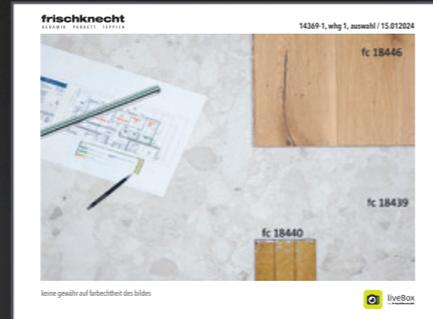 frischknecht
KERAMIK PARKETT TEPPICH
14369-1, whg 1, auswahl / 15.012024
fc 18446
fc 18439
fc 18440
keine gewähr auf farbechtheit des bildes
liveBox